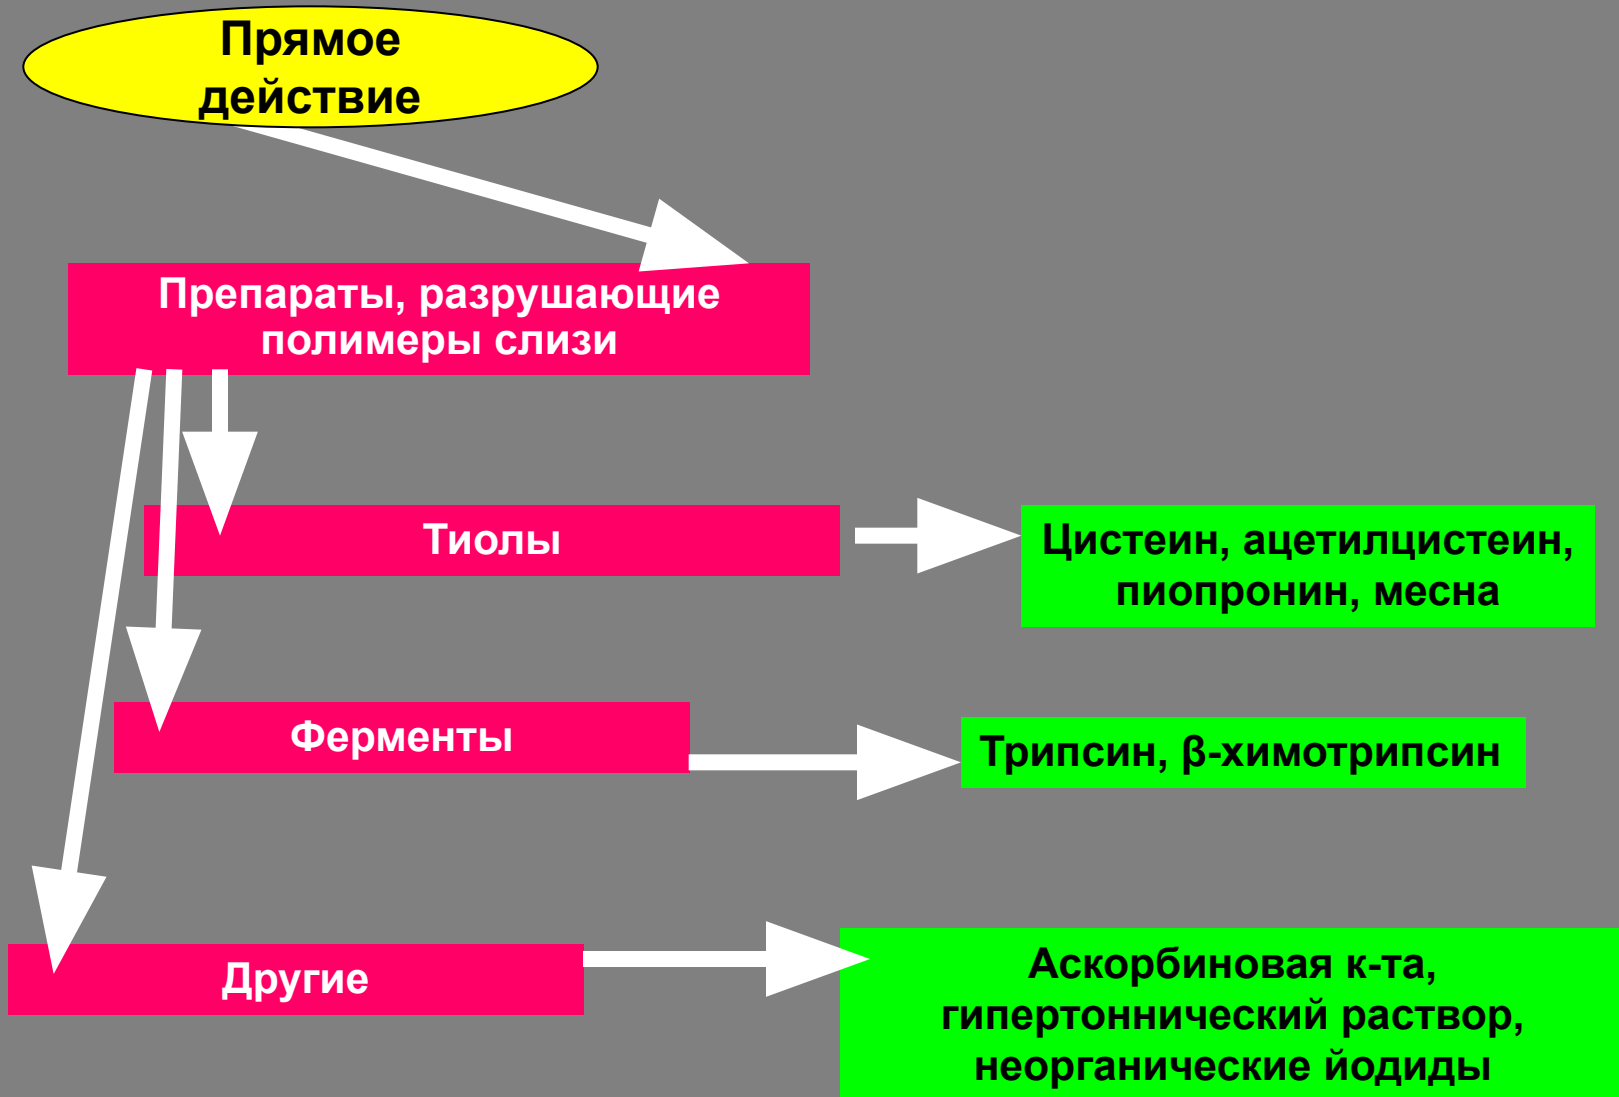 Прямое
действие
Препараты, разрушающие
полимеры слизи
Тиолы
Цистеин, ацетилцистеин,
пиопронин, месна
Ферменты
Трипсин, β-химотрипсин
Другие
Аскорбиновая к-та,
гипертоннический раствор,
неорганические йодиды